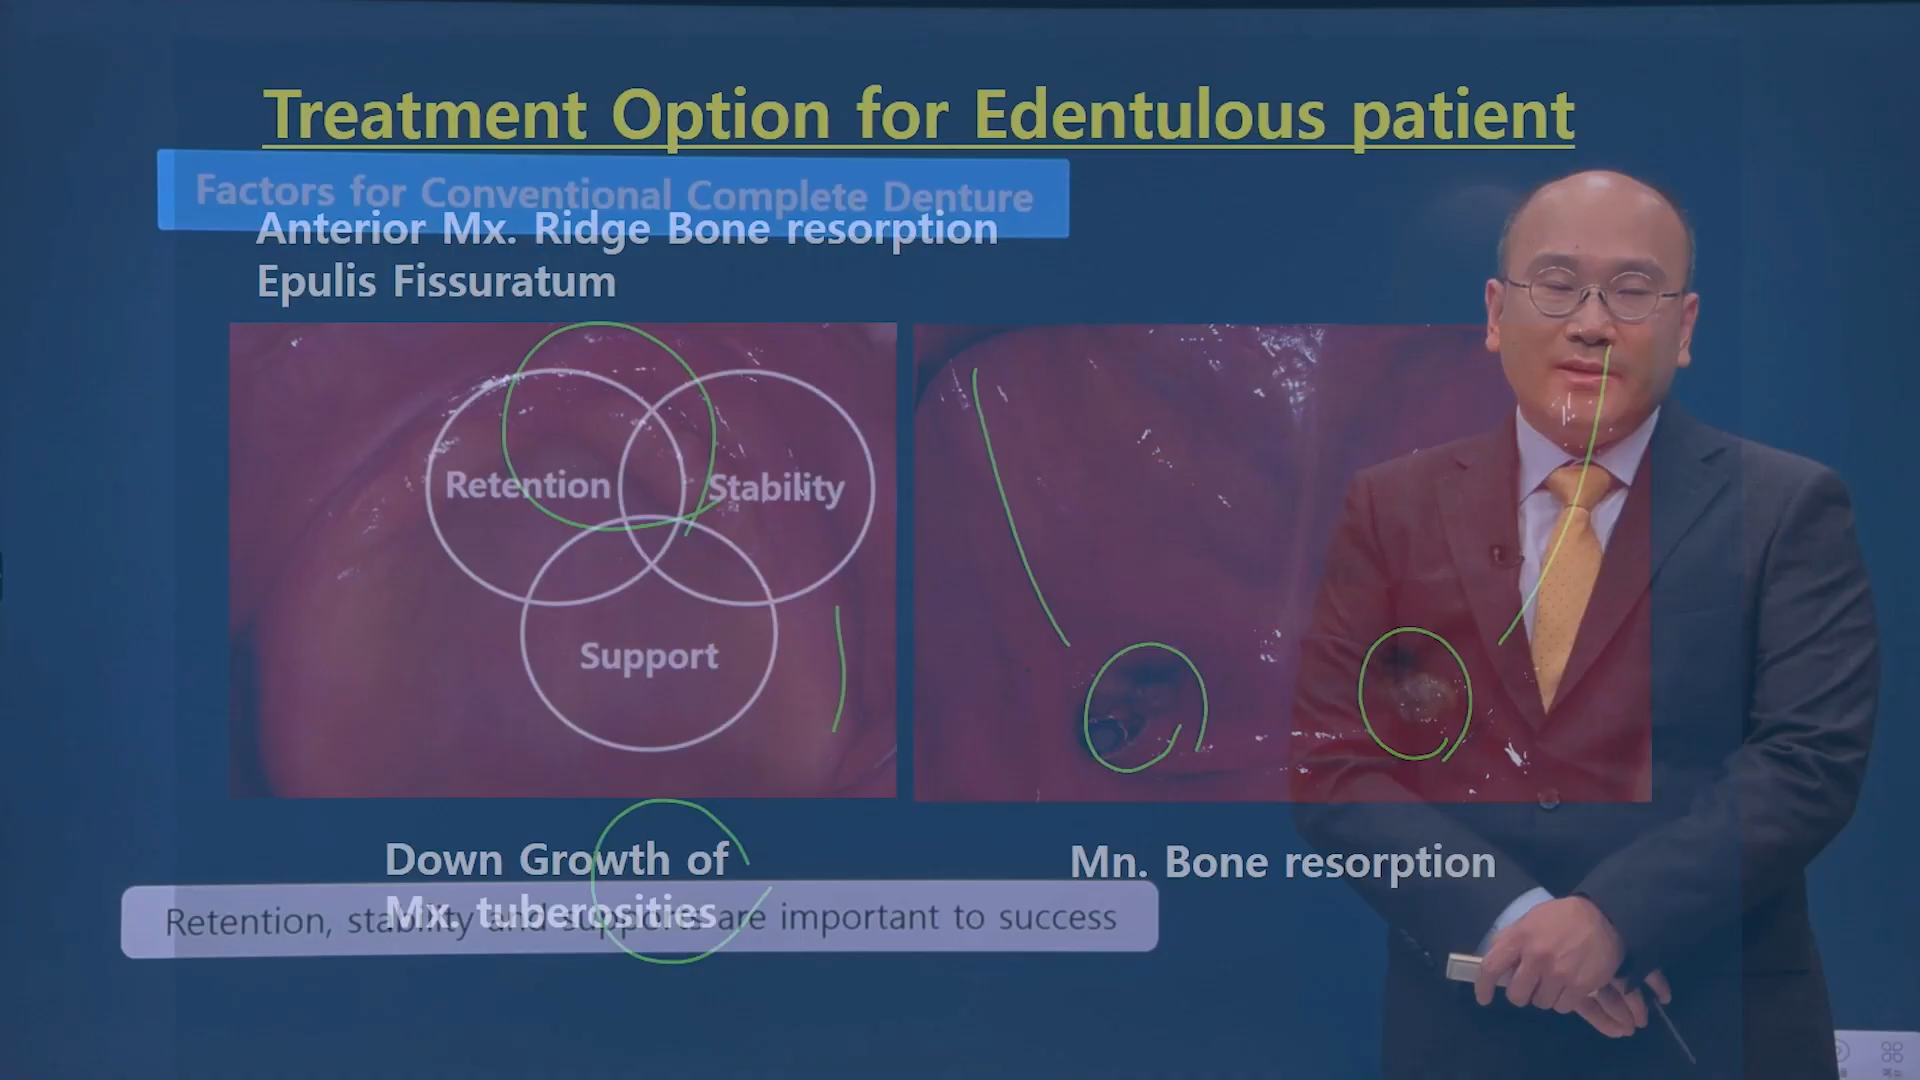 Treatment Option for Edentulous patient
Factors for Conventional Complete Denture
Anterior Mx. Ridge Bone resorption
Epulis Fissuratum
Retention
Stability
Support
Down Growth of
Mx. tuberosities
Mn. Bone resorption
Retention, stability and supports are important to success